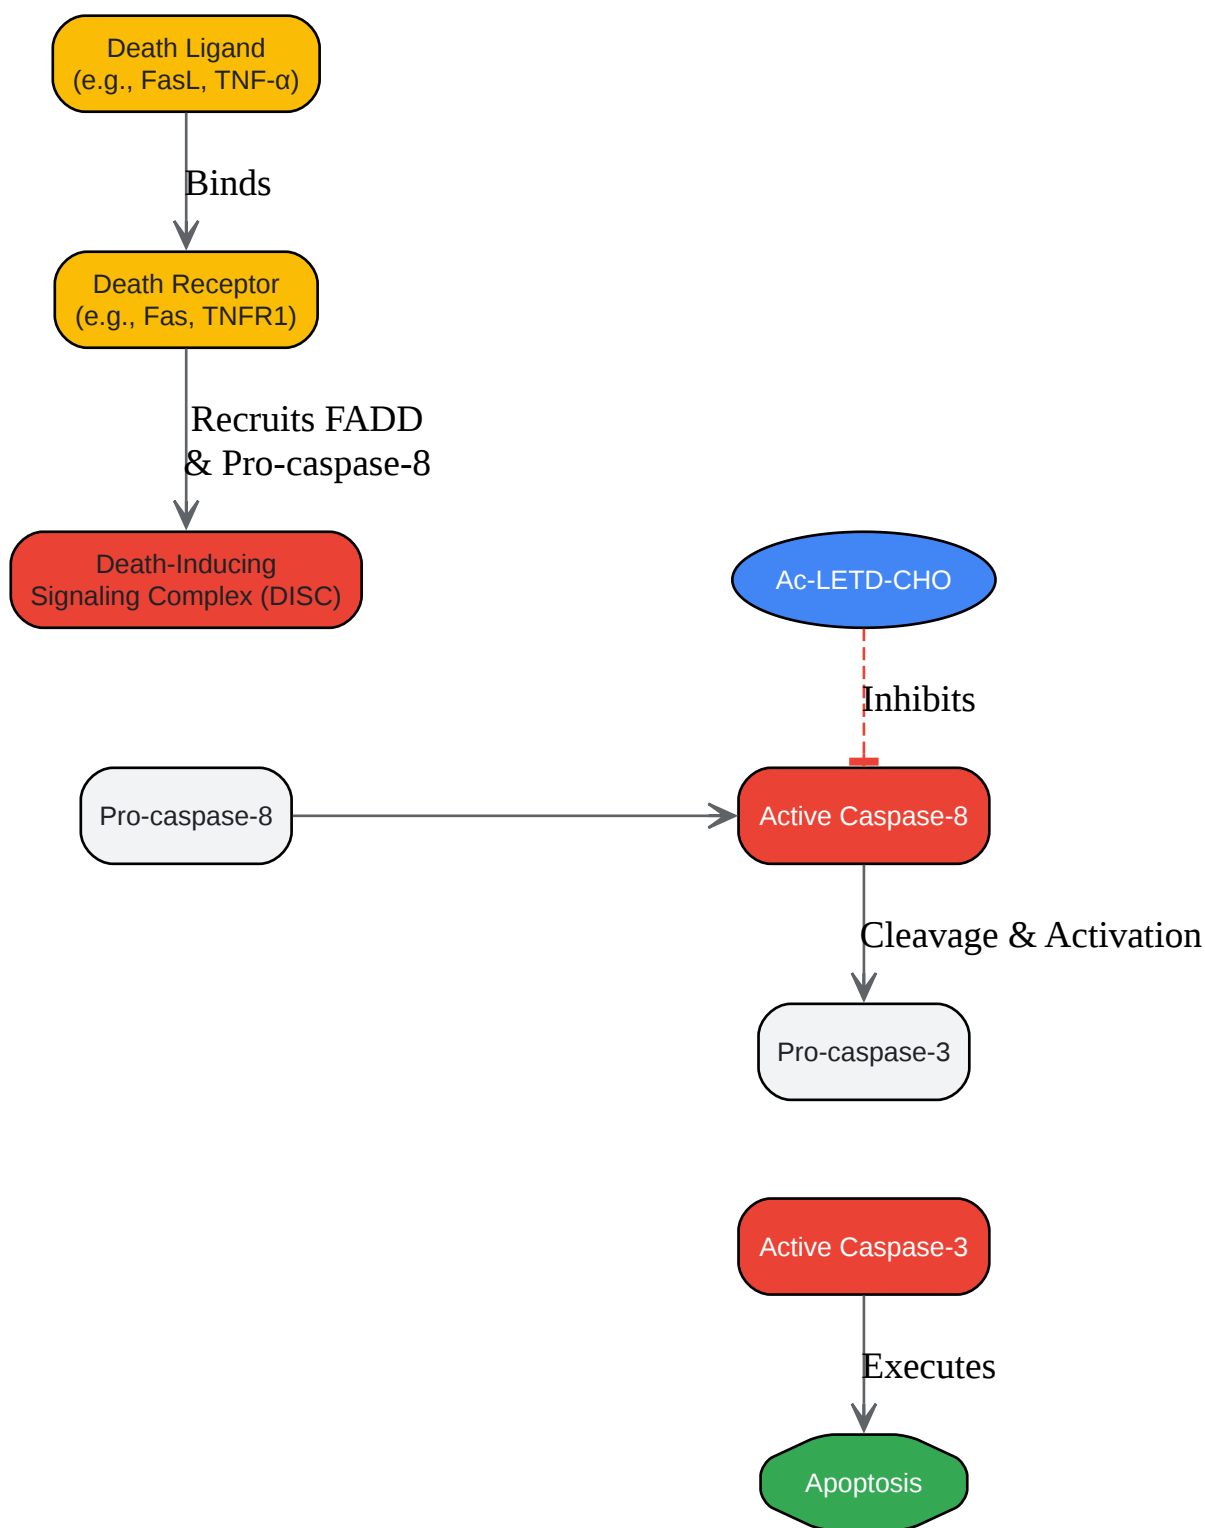 Death Ligand
(e.g., FasL, TNF-α)
Binds
Death Receptor
(e.g., Fas, TNFR1)
Recruits FADD
& Pro-caspase-8
Death-Inducing
Signaling Complex (DISC)
Ac-LETD-CHO
Inhibits
Pro-caspase-8
Active Caspase-8
Cleavage & Activation
Pro-caspase-3
Active Caspase-3
Executes
Apoptosis